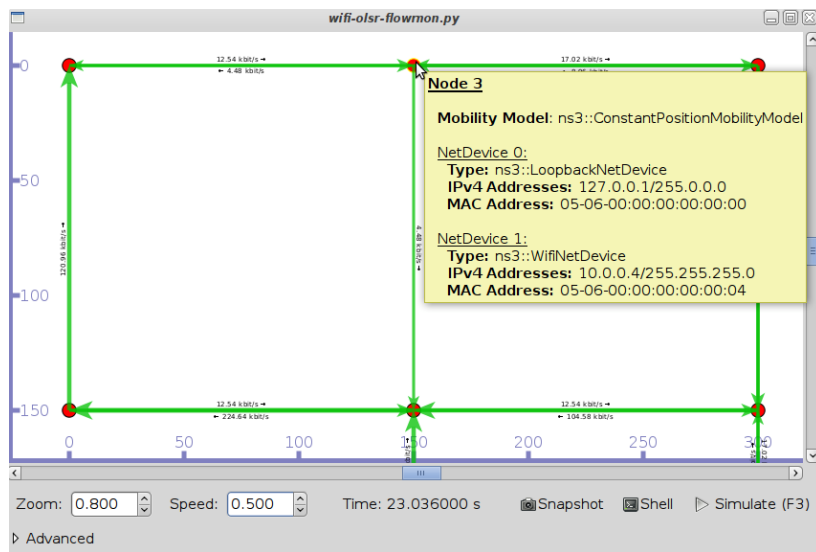 wifi-olsr-flowmon.py
12.54 kbit/s →
← 4.48 kbit/s
17.02 kbit/s →
0
Node 3
Mobility Model: ns3::ConstantPositionMobilityModel
NetDevice 0:
Type: ns3::LoopbackNetDevice
IPv4 Addresses: 127.0.0.1/255.0.0.0
MAC Address: 05-06-00:00:00:00:00:00
NetDevice 1:
Type: ns3::WifiNetDevice
IPv4 Addresses: 10.0.0.4/255.255.255.0
MAC Address: 05-06-00:00:00:00:00:04
50
120.96 kbit/s →
4.48 kbit/s →
100
12.54 kbit/s →
← 224.64 kbit/s
12.54 kbit/s →
← 104.58 kbit/s
150
0
50
100
150
200
250
300
Zoom: 0.800
Speed: 0.500
Time: 23.036000 s
Snapshot
Shell
Simulate (F3)
Advanced